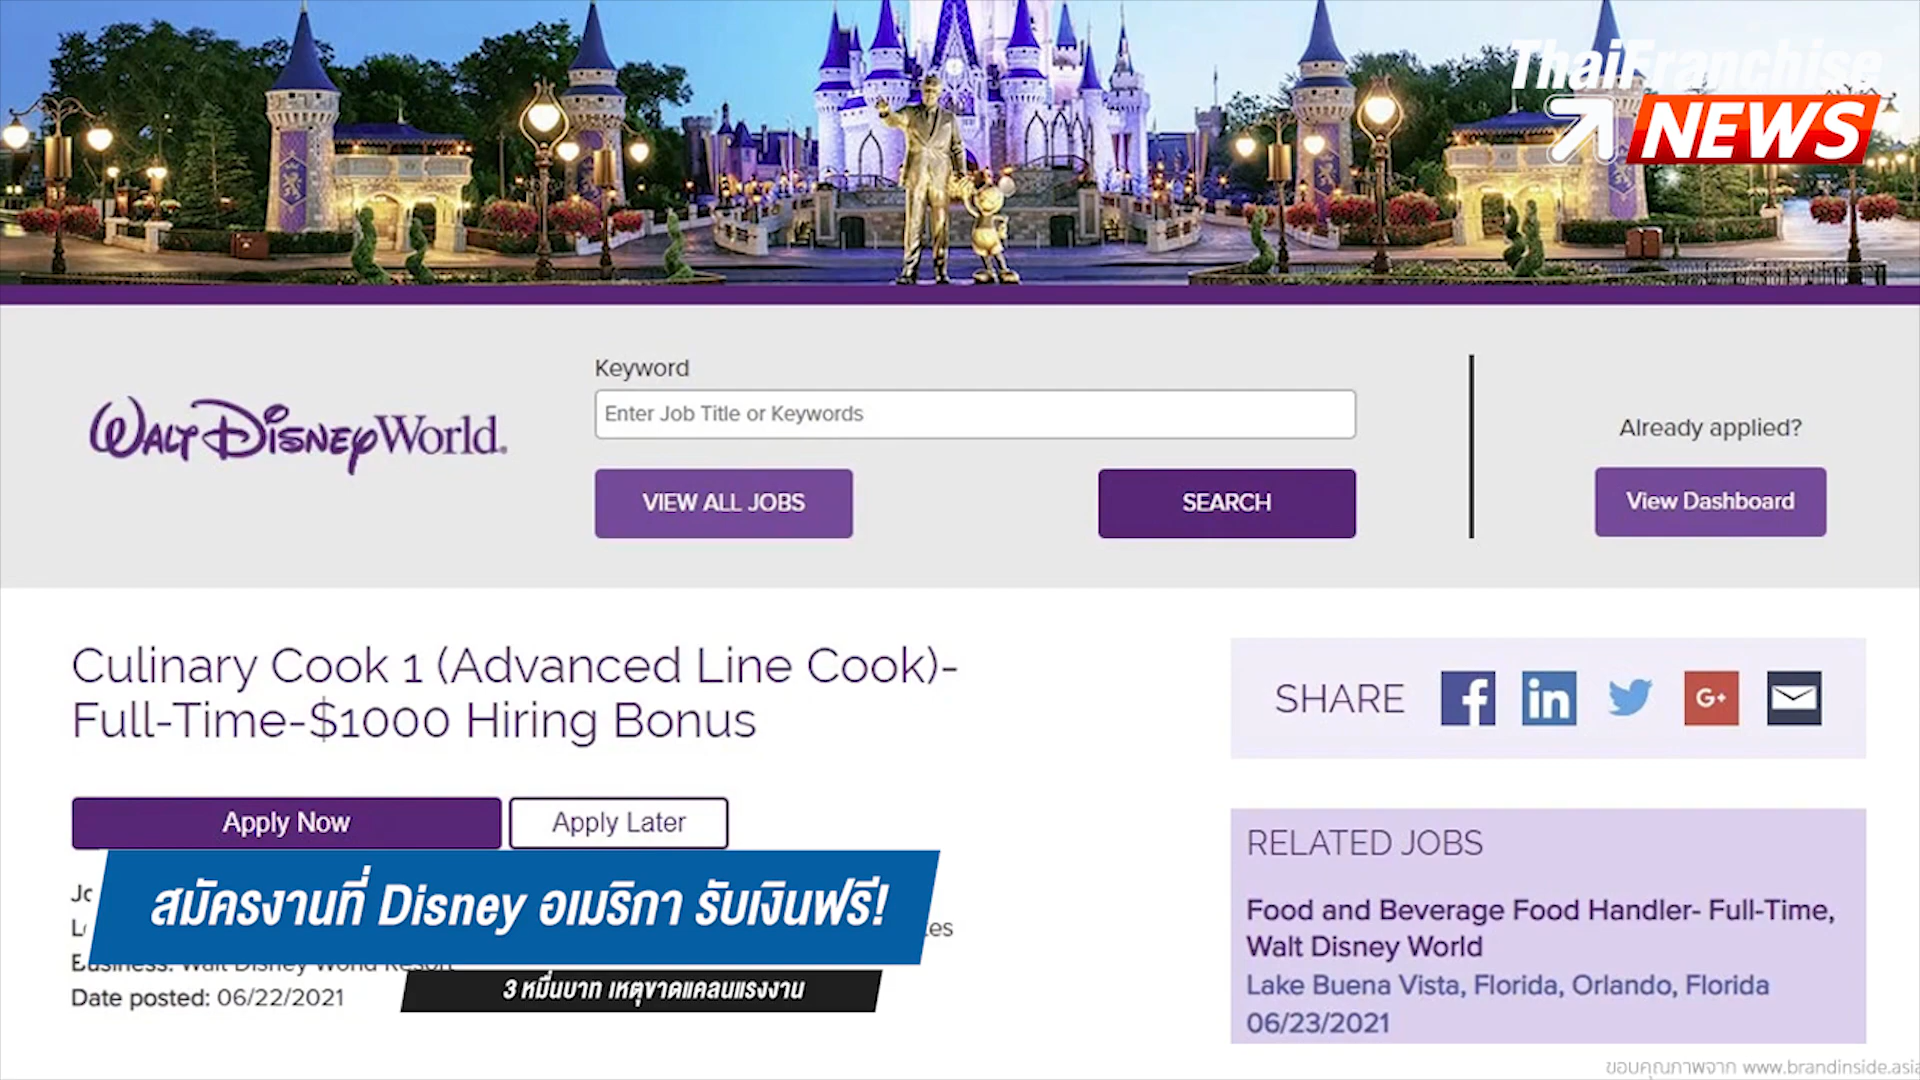 ThaiFranchise
NEWS
WALT DISNEY World.
Keyword
Enter Job Title or Keywords
VIEW ALL JOBS
SEARCH
Already applied?
View Dashboard
Culinary Cook 1 (Advanced Line Cook)-
Full-Time-$1000 Hiring Bonus
SHARE
G+
Apply Now
Apply Later
สมัครงานที่ Disney อเมริกา รับเงินฟรี!
3 หมื่นบาท เหตุขาดแคลนแรงงาน
Business: Walt Disney World Resort
Date posted: 06/22/2021
RELATED JOBS
Food and Beverage Food Handler- Full-Time,
Walt Disney World
Lake Buena Vista, Florida, Orlando, Florida
06/23/2021
ขอบคุณภาพจาก www.brandinside.asia